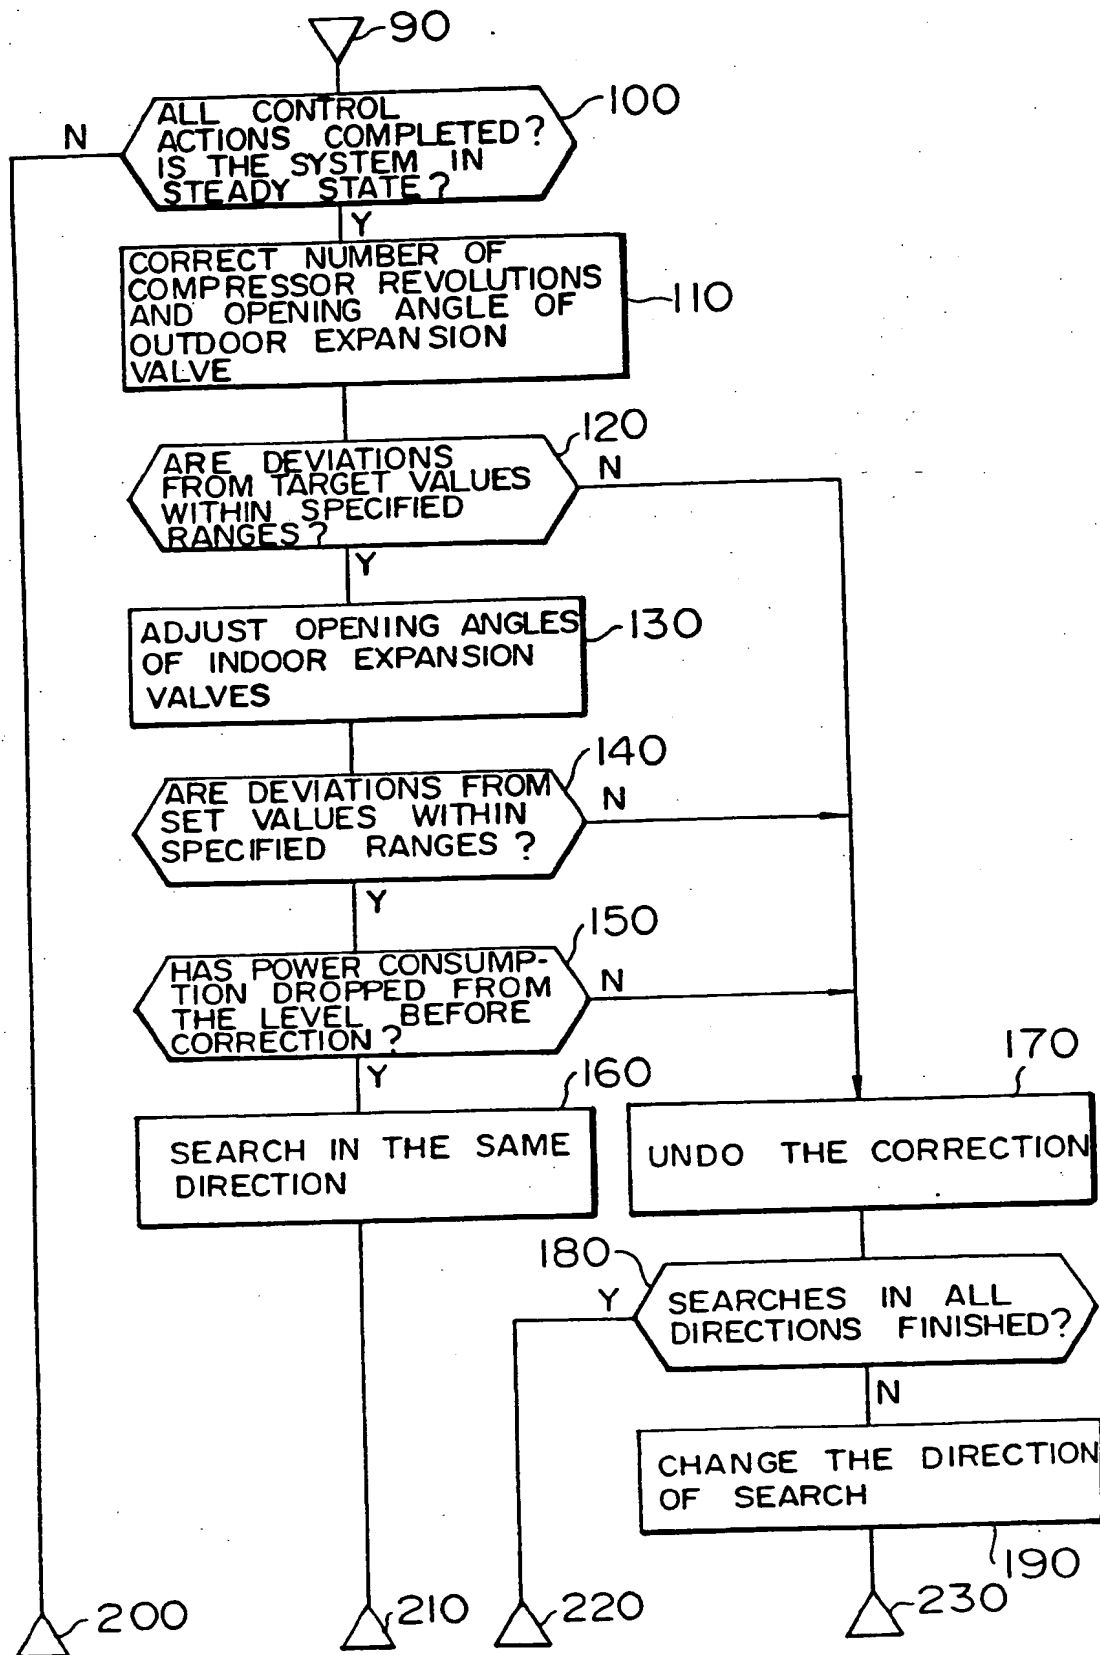 90
ALL CONTROL
ACTIONS COMPLETED?
IS THE SYSTEM IN
STEADY STATE?
100
N
Y
CORRECT NUMBER OF
COMPRESSOR REVOLUTIONS
AND OPENING ANGLE OF
OUTDOOR EXPANSION
VALVE
110
ARE DEVIATIONS
FROM TARGET VALUES
WITHIN SPECIFIED
RANGES?
120
N
Y
ADJUST OPENING ANGLES
OF INDOOR EXPANSION
VALVES
130
ARE DEVIATIONS FROM
SET VALUES WITHIN
SPECIFIED RANGES?
140
N
Y
HAS POWER CONSUMP-
TION DROPPED FROM
THE LEVEL BEFORE
CORRECTION?
150
N
Y
160
SEARCH IN THE SAME
DIRECTION
170
UNDO THE CORRECTION
180
Y
SEARCHES IN ALL
DIRECTIONS FINISHED?
N
CHANGE THE DIRECTION
OF SEARCH
190
200
210
220
230